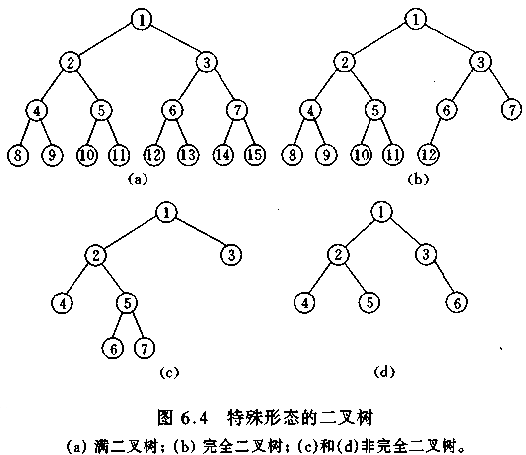 1 1
2 3 2 3
4 5 6 7 4 5 6 7
8 9 10 11 12 13 14 15 8 9 10 11 12
(a) (b)
1 1
2 3 2 3
4 5 4 5 6
6 7
(c) (d)
图 6.4 特殊形态的二叉树
(a) 满二叉树；(b) 完全二叉树；(c)和(d)非完全二叉树。